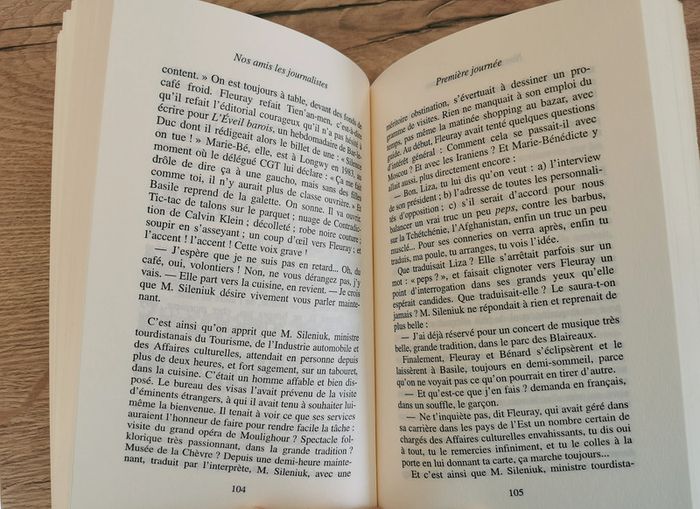 Nos amis les journalistes
content. » On est toujours à table, devant des fonds de
café froid. Fleuray refait Tien'an-men, c'est-à-dire
qu'il refait l'éditorial courageux qu'il n'a pas hésité à
écrire pour L'Éveil barois, un hebdomadaire de Bar-le-
Duc dont il rédigeait alors le billet de une : « Silence
on tue ! » Marie-Bé, elle, est à Longwy en 1983, au
moment où le délégué CGT lui déclare : « Ça me fait
drôle de dire ça à une gaucho, mais sans des filles
comme toi, il n'y aurait plus de classe ouvrière. » Et
Basile reprend de la galette. On sonne. Il va ouvrir.
Tic-tac de talons sur le parquet ; nuage de Contradic-
tion de Calvin Klein ; décolleté ; robe noire couture ;
soupir en s'asseyant ; un coup d'œil vers Fleuray ; et
l'accent ! l'accent ! Cette voix grave !
— J'espère que je ne suis pas en retard... Oh, du
café, oui, volontiers ! Non, ne vous dérangez pas, j'y
vais. — Elle part vers la cuisine, en revient. — Je crois
que M. Sileniuk désire vivement vous parler mainte-
nant.
C'est ainsi qu'on apprit que M. Sileniuk, ministre
tourdistanais du Tourisme, de l'Industrie automobile et
des Affaires culturelles, attendait en personne depuis
plus de deux heures, et fort sagement, sur un tabouret,
dans la cuisine. C'était un homme affable et bien dis-
posé. Le bureau des visas l'avait prévenu de la visite
d'éminents étrangers, à qui il avait tenu à souhaiter lui-
même la bienvenue. Il tenait à voir ce que ses services
auraient l'honneur de faire pour rendre facile la tâche :
visite du grand opéra de Moulighour ? Spectacle fol-
klorique très passionnant, dans la grande tradition ?
Musée de la Chèvre ? Depuis une demi-heure mainte-
nant, traduit par l'interprète, M. Sileniuk, avec une
104
Première journée
méritoire obstination, s'évertuait à dessiner un pro-
gramme de visites. Rien ne manquait à son emploi du
temps, pas même la matinée shopping au bazar, avec
guide. Au début, Fleuray avait tenté quelques questions
d'intérêt général : Comment cela se passait-il avec
Moscou ? Et avec les Iraniens ? Et Marie-Bénédicte y
allait aussi, plus directement encore :
— Bon. Liza, tu lui dis qu'on veut : a) l'interview
de son président ; b) l'adresse de toutes les personnali-
tés d'opposition ; c) s'il serait d'accord pour nous
balancer un vrai truc un peu peps, contre les barbus,
sur la Tchétchénie, l'Afghanistan, enfin un truc un peu
musclé... Pour ses conneries on verra après, enfin tu
traduis, ma poule, tu arranges, tu vois l'idée.
Que traduisait Liza ? Elle s'arrêtait parfois sur un
mot : « peps ? », et faisait clignoter vers Fleuray un
point d'interrogation dans ses grands yeux qu'elle
espérait candides. Que traduisait-elle ? Le saura-t-on
jamais ? M. Sileniuk ne répondait à rien et reprenait de
plus belle :
— J'ai déjà réservé pour un concert de musique très
belle, grande tradition, dans le parc des Blaireaux.
Finalement, Fleuray et Bénard s'éclipsèrent et le
laissèrent à Basile, toujours en demi-sommeil, parce
qu'on ne voyait pas ce qu'on pourrait en tirer d'autre.
— Et qu'est-ce que j'en fais ? demanda en français,
dans un souffle, le garçon.
— Ne t'inquiète pas, dit Fleuray, qui avait géré dans
sa carrière dans les pays de l'Est un nombre certain de
chargés des Affaires culturelles envahissants, tu dis oui
à tout, tu le remercies infiniment, et tu le colles à la
porte en lui donnant ta carte, ça marche toujours...
Et c'est ainsi que M. Sileniuk, ministre tourdista-
105